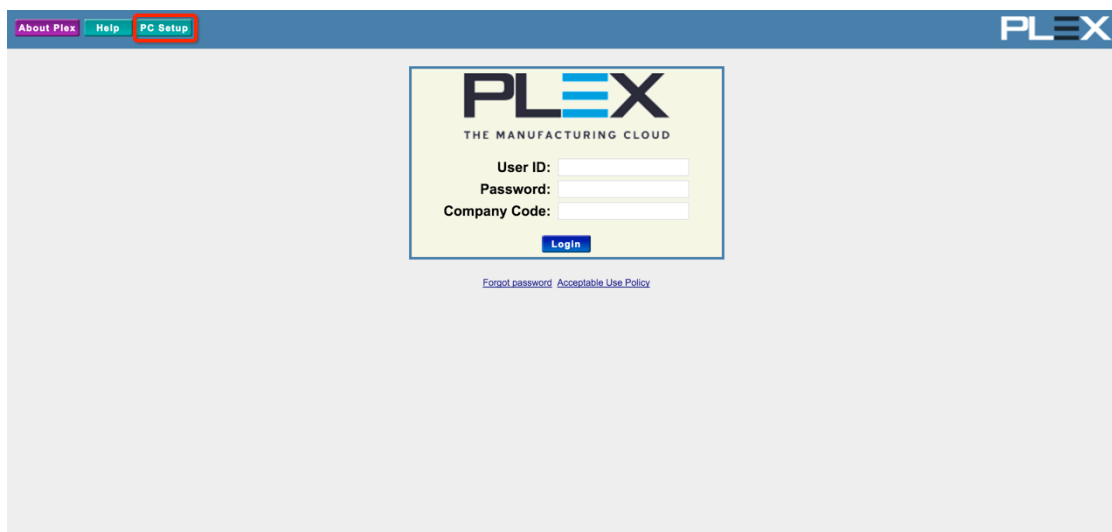 About Plex Help PC Setup
PLEX
PLEX
THE MANUFACTURING CLOUD
User ID:
Password:
Company Code:
Login
Forgot password Acceptable Use Policy